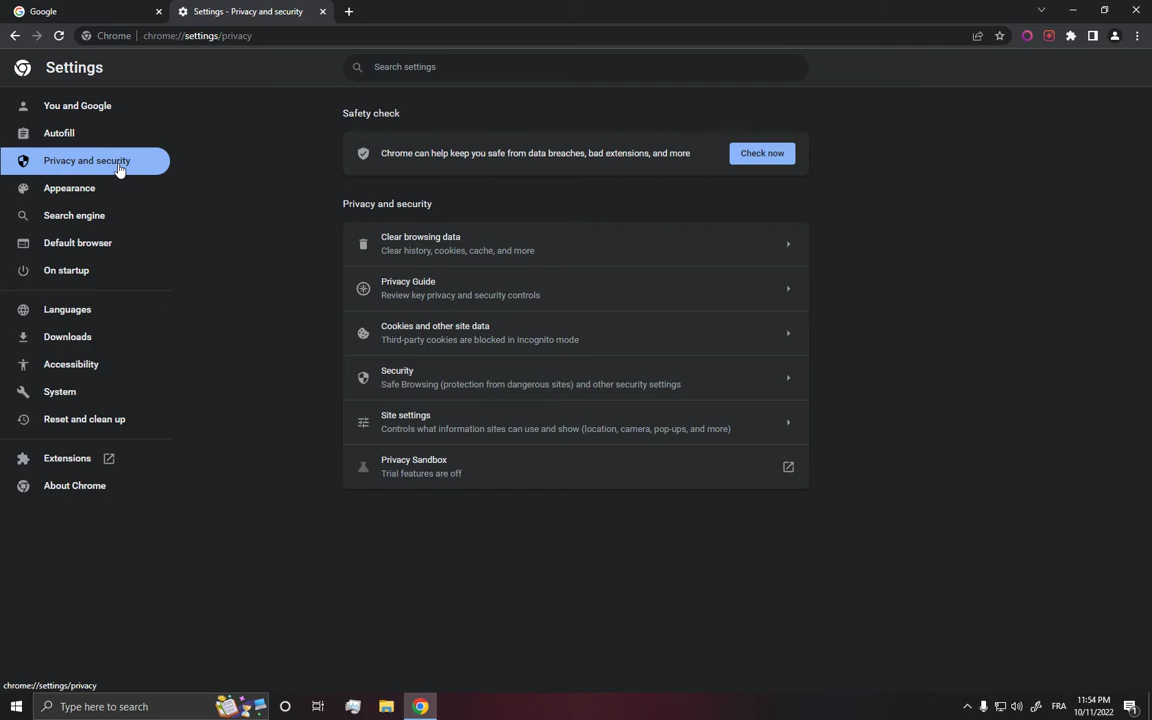 Google
Settings - Privacy and security
Chrome
chrome://settings/privacy
Settings
Search settings
You and Google
Autofill
Privacy and security
Appearance
Search engine
Default browser
On startup
Languages
Downloads
Accessibility
System
Reset and clean up
Extensions
About Chrome
Safety check
Chrome can help keep you safe from data breaches, bad extensions, and more
Check now
Privacy and security
Clear browsing data
Clear history, cookies, cache, and more
Privacy Guide
Review key privacy and security controls
Cookies and other site data
Third-party cookies are blocked in Incognito mode
Security
Safe Browsing (protection from dangerous sites) and other security settings
Site settings
Controls what information sites can use and show (location, camera, pop-ups, and more)
Privacy Sandbox
Trial features are off
chrome://settings/privacy
Type here to search
FRA
11:54 PM
10/11/2022
1